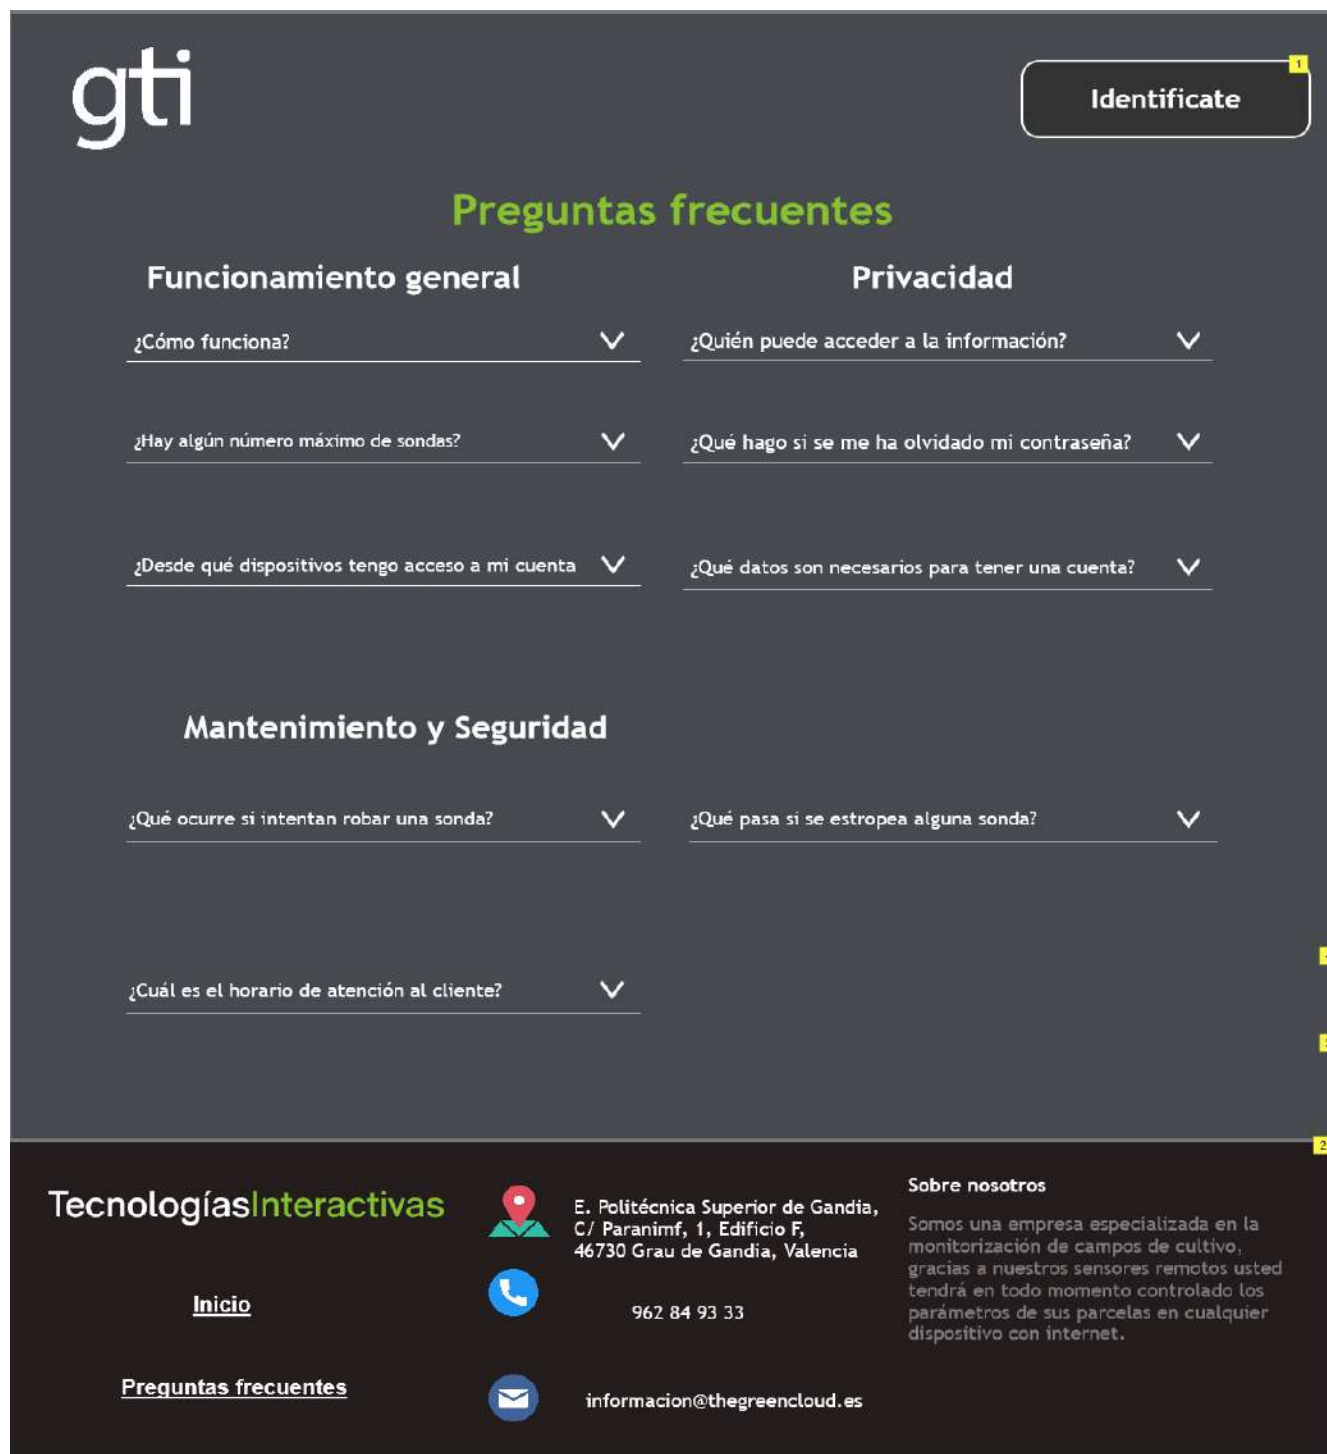 gti
1
Identificate
Preguntas frecuentes
Funcionamiento general
¿Cómo funciona?
¿Hay algún número máximo de sondas?
¿Desde qué dispositivos tengo acceso a mi cuenta
Privacidad
¿Quién puede acceder a la información?
¿Qué hago si se me ha olvidado mi contraseña?
¿Qué datos son necesarios para tener una cuenta?
Mantenimiento y Seguridad
¿Qué ocurre si intentan robar una sonda?
¿Qué pasa si se estropea alguna sonda?
¿Cuál es el horario de atención al cliente?
2
TecnologíasInteractivas
Inicio
Preguntas frecuentes
E. Politécnica Superior de Gandia,
C/ Paranimf, 1, Edificio F,
46730 Grau de Gandia, Valencia
962 84 93 33
informacion@thegreencloud.es
Sobre nosotros
Somos una empresa especializada en la
monitorización de campos de cultivo,
gracias a nuestros sensores remotos usted
tendrá en todo momento controlado los
parámetros de sus parcelas en cualquier
dispositivo con internet.